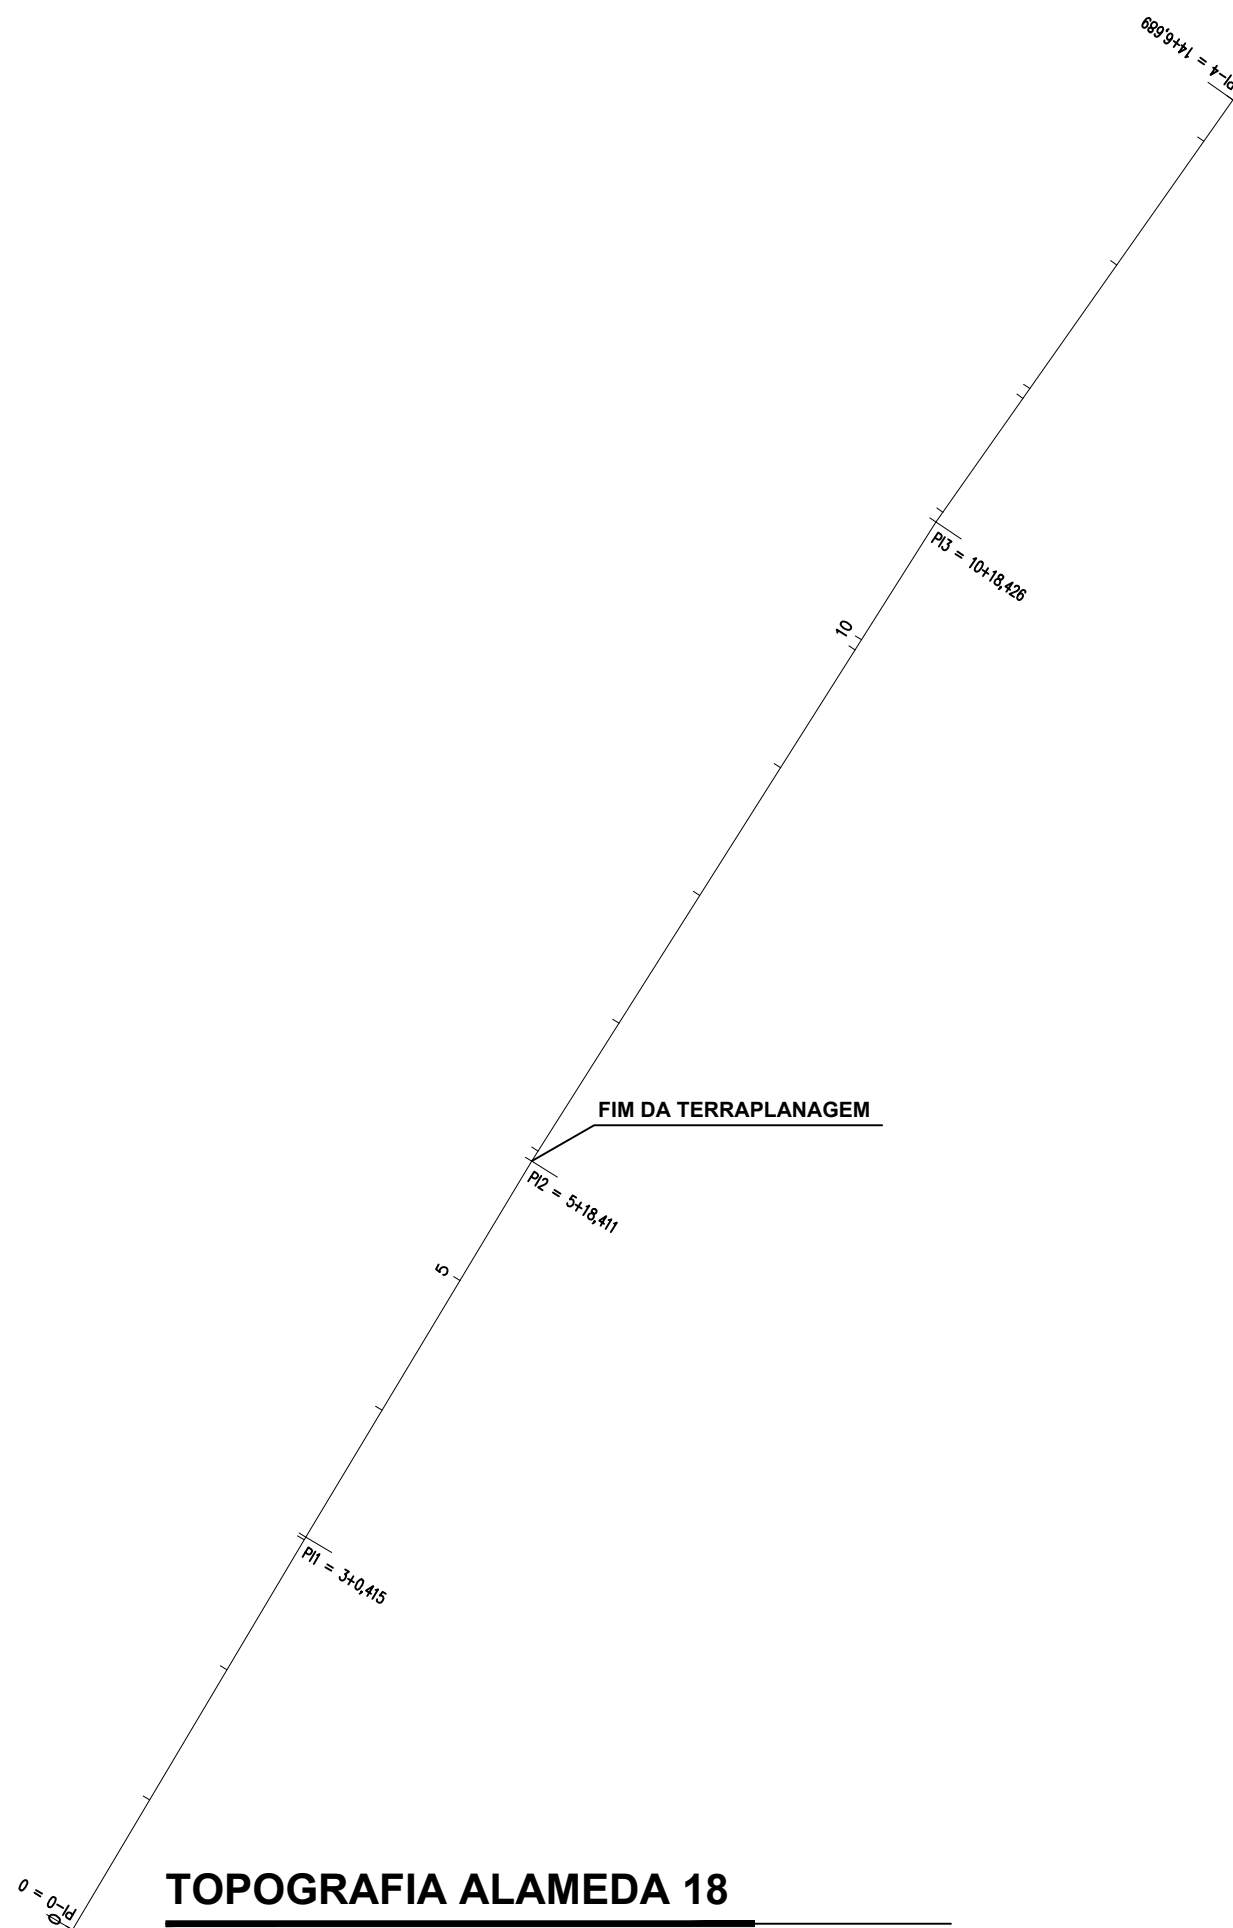 PI-4 = 14+6,689
PI3 = 10+18,426
10
FIM DA TERRAPLANAGEM
PI2 = 5+18,411
5
PI1 = 3+0,415
PI-0 = 0
0
TOPOGRAFIA ALAMEDA 18